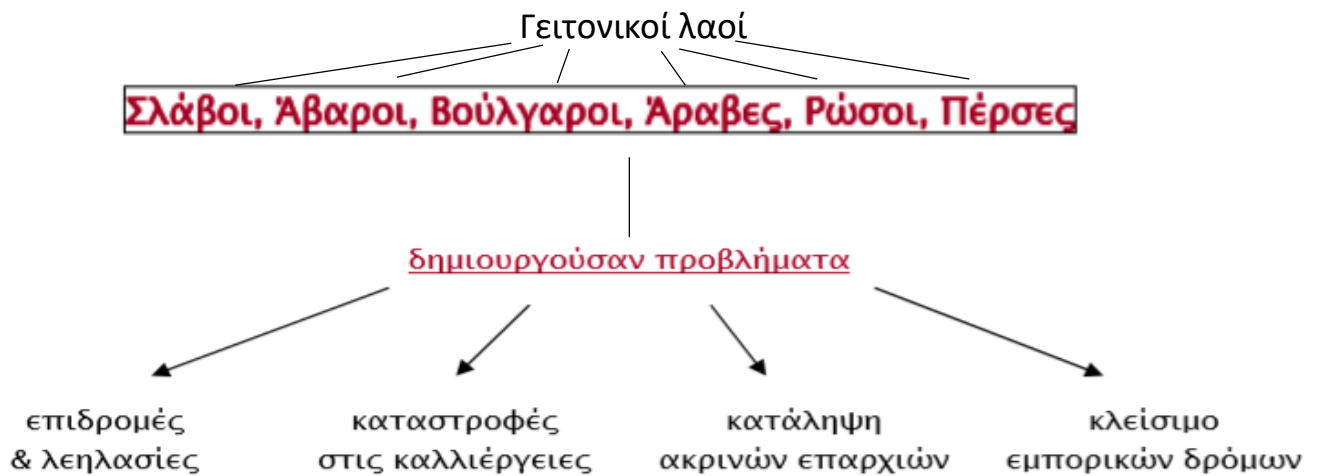 Γειτονικοί λαοί
Σλάβοι, Άβαροι, Βούλγαροι, Άραβες, Ρώσοι, Πέρσες
δημιουργούσαν προβλήματα
επιδρομές
& λεηλασίες
καταστροφές
στις καλλιέργειες
κατάληψη
ακρινών επαρχιών
κλείσιμο
εμπορικών δρόμων